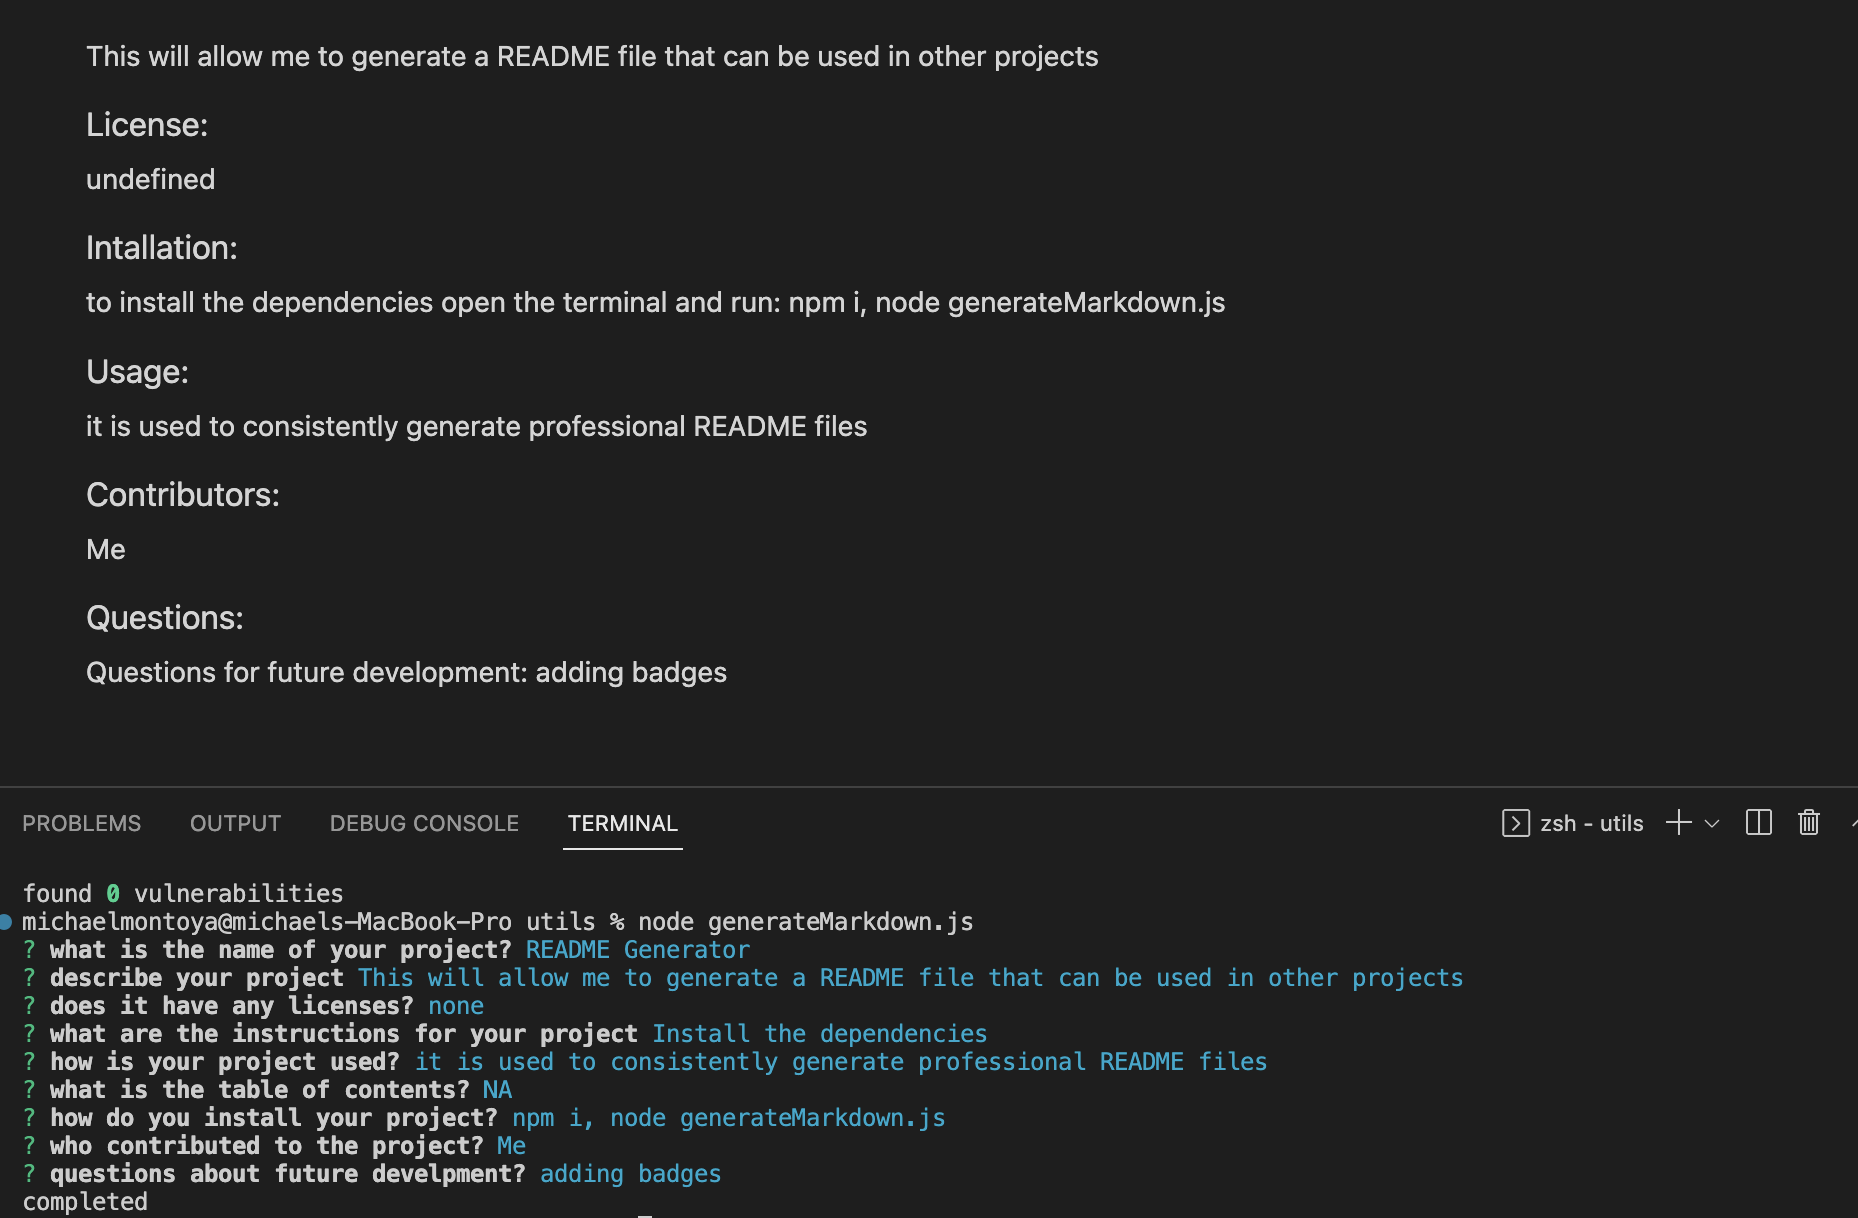 This will allow me to generate a README file that can be used in other projects
License:
undefined
Intallation:
to install the dependencies open the terminal and run: npm i, node generateMarkdown.js
Usage:
it is used to consistently generate professional README files
Contributors:
Me
Questions:
Questions for future development: adding badges
PROBLEMS OUTPUT DEBUG CONSOLE TERMINAL zsh - utils
found 0 vulnerabilities
michaelmontoya@michaels-MacBook-Pro utils % node generateMarkdown.js
? what is the name of your project? README Generator
? describe your project This will allow me to generate a README file that can be used in other projects
? does it have any licenses? none
? what are the instructions for your project Install the dependencies
? how is your project used? it is used to consistently generate professional README files
? what is the table of contents? NA
? how do you install your project? npm i, node generateMarkdown.js
? who contributed to the project? Me
? questions about future develpment? adding badges
completed